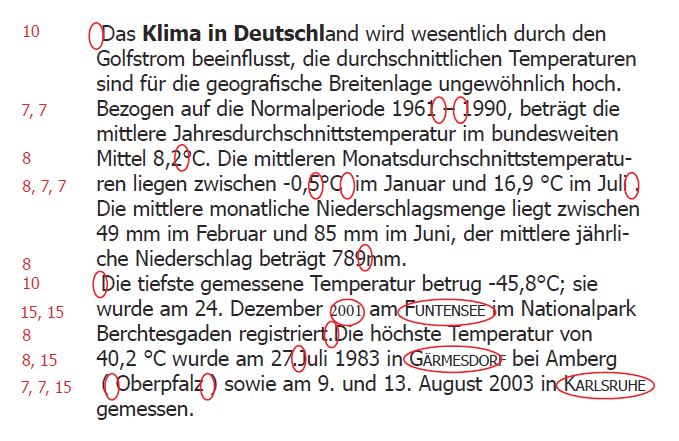 10 Das Klima in Deutschland wird wesentlich durch den
Golfstrom beeinflusst, die durchschnittlichen Temperaturen
sind für die geografische Breitenlage ungewöhnlich hoch.
7, 7 Bezogen auf die Normalperiode 1961 – 1990, beträgt die
mittlere Jahresdurchschnittstemperatur im bundesweiten
8 Mittel 8,2°C. Die mittleren Monatsdurchschnittstemperatu-
8, 7, 7 ren liegen zwischen -0,5°C im Januar und 16,9 °C im Juli .
Die mittlere monatliche Niederschlagsmenge liegt zwischen
49 mm im Februar und 85 mm im Juni, der mittlere jährli-
8 che Niederschlag beträgt 789mm.
10 Die tiefste gemessene Temperatur betrug -45,8°C; sie
15, 15 wurde am 24. Dezember 2001 am FUNTENSEE im Nationalpark
8 Berchtesgaden registriert.Die höchste Temperatur von
8, 15 40,2 °C wurde am 27.Juli 1983 in GÄRMESDORF bei Amberg
7, 7, 15 ( Oberpfalz ) sowie am 9. und 13. August 2003 in KARLSRUHE
gemessen.